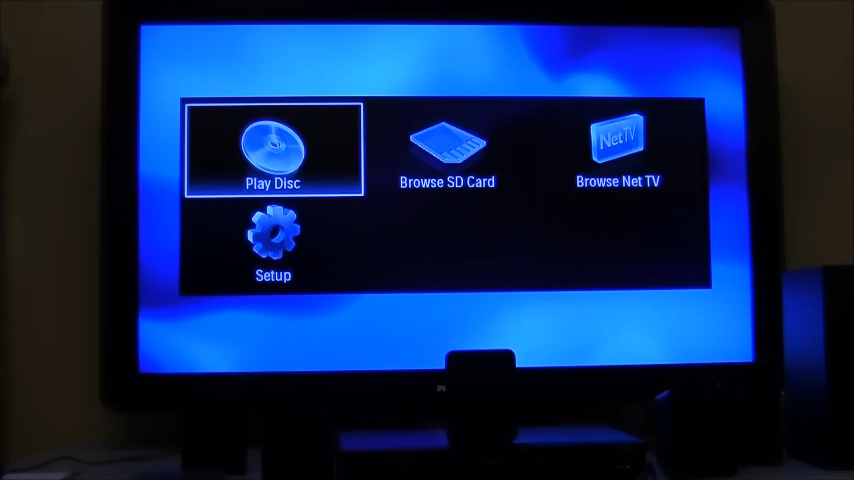 NetTV
Play Disc
Browse SD Card
Browse Net TV
Setup